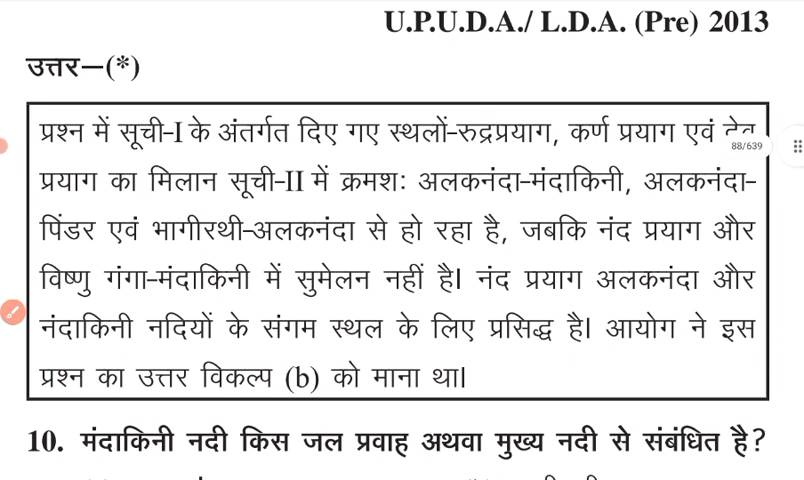 U.P.U.D.A./ L.D.A. (Pre) 2013
उत्तर—(*)
प्रश्न में सूची-I के अंतर्गत दिए गए स्थलों-रुद्रप्रयाग, कर्ण प्रयाग एवं
88/639
प्रयाग का मिलान सूची-II में क्रमशः अलकनंदा-मंदाकिनी, अलकनंदा-
पिंडर एवं भागीरथी-अलकनंदा से हो रहा है, जबकि नंद प्रयाग और
विष्णु गंगा-मंदाकिनी में सुमेलन नहीं है। नंद प्रयाग अलकनंदा और
नंदाकिनी नदियों के संगम स्थल के लिए प्रसिद्ध है। आयोग ने इस
प्रश्न का उत्तर विकल्प (b) को माना था।
10. मंदाकिनी नदी किस जल प्रवाह अथवा मुख्य नदी से संबंधित है?